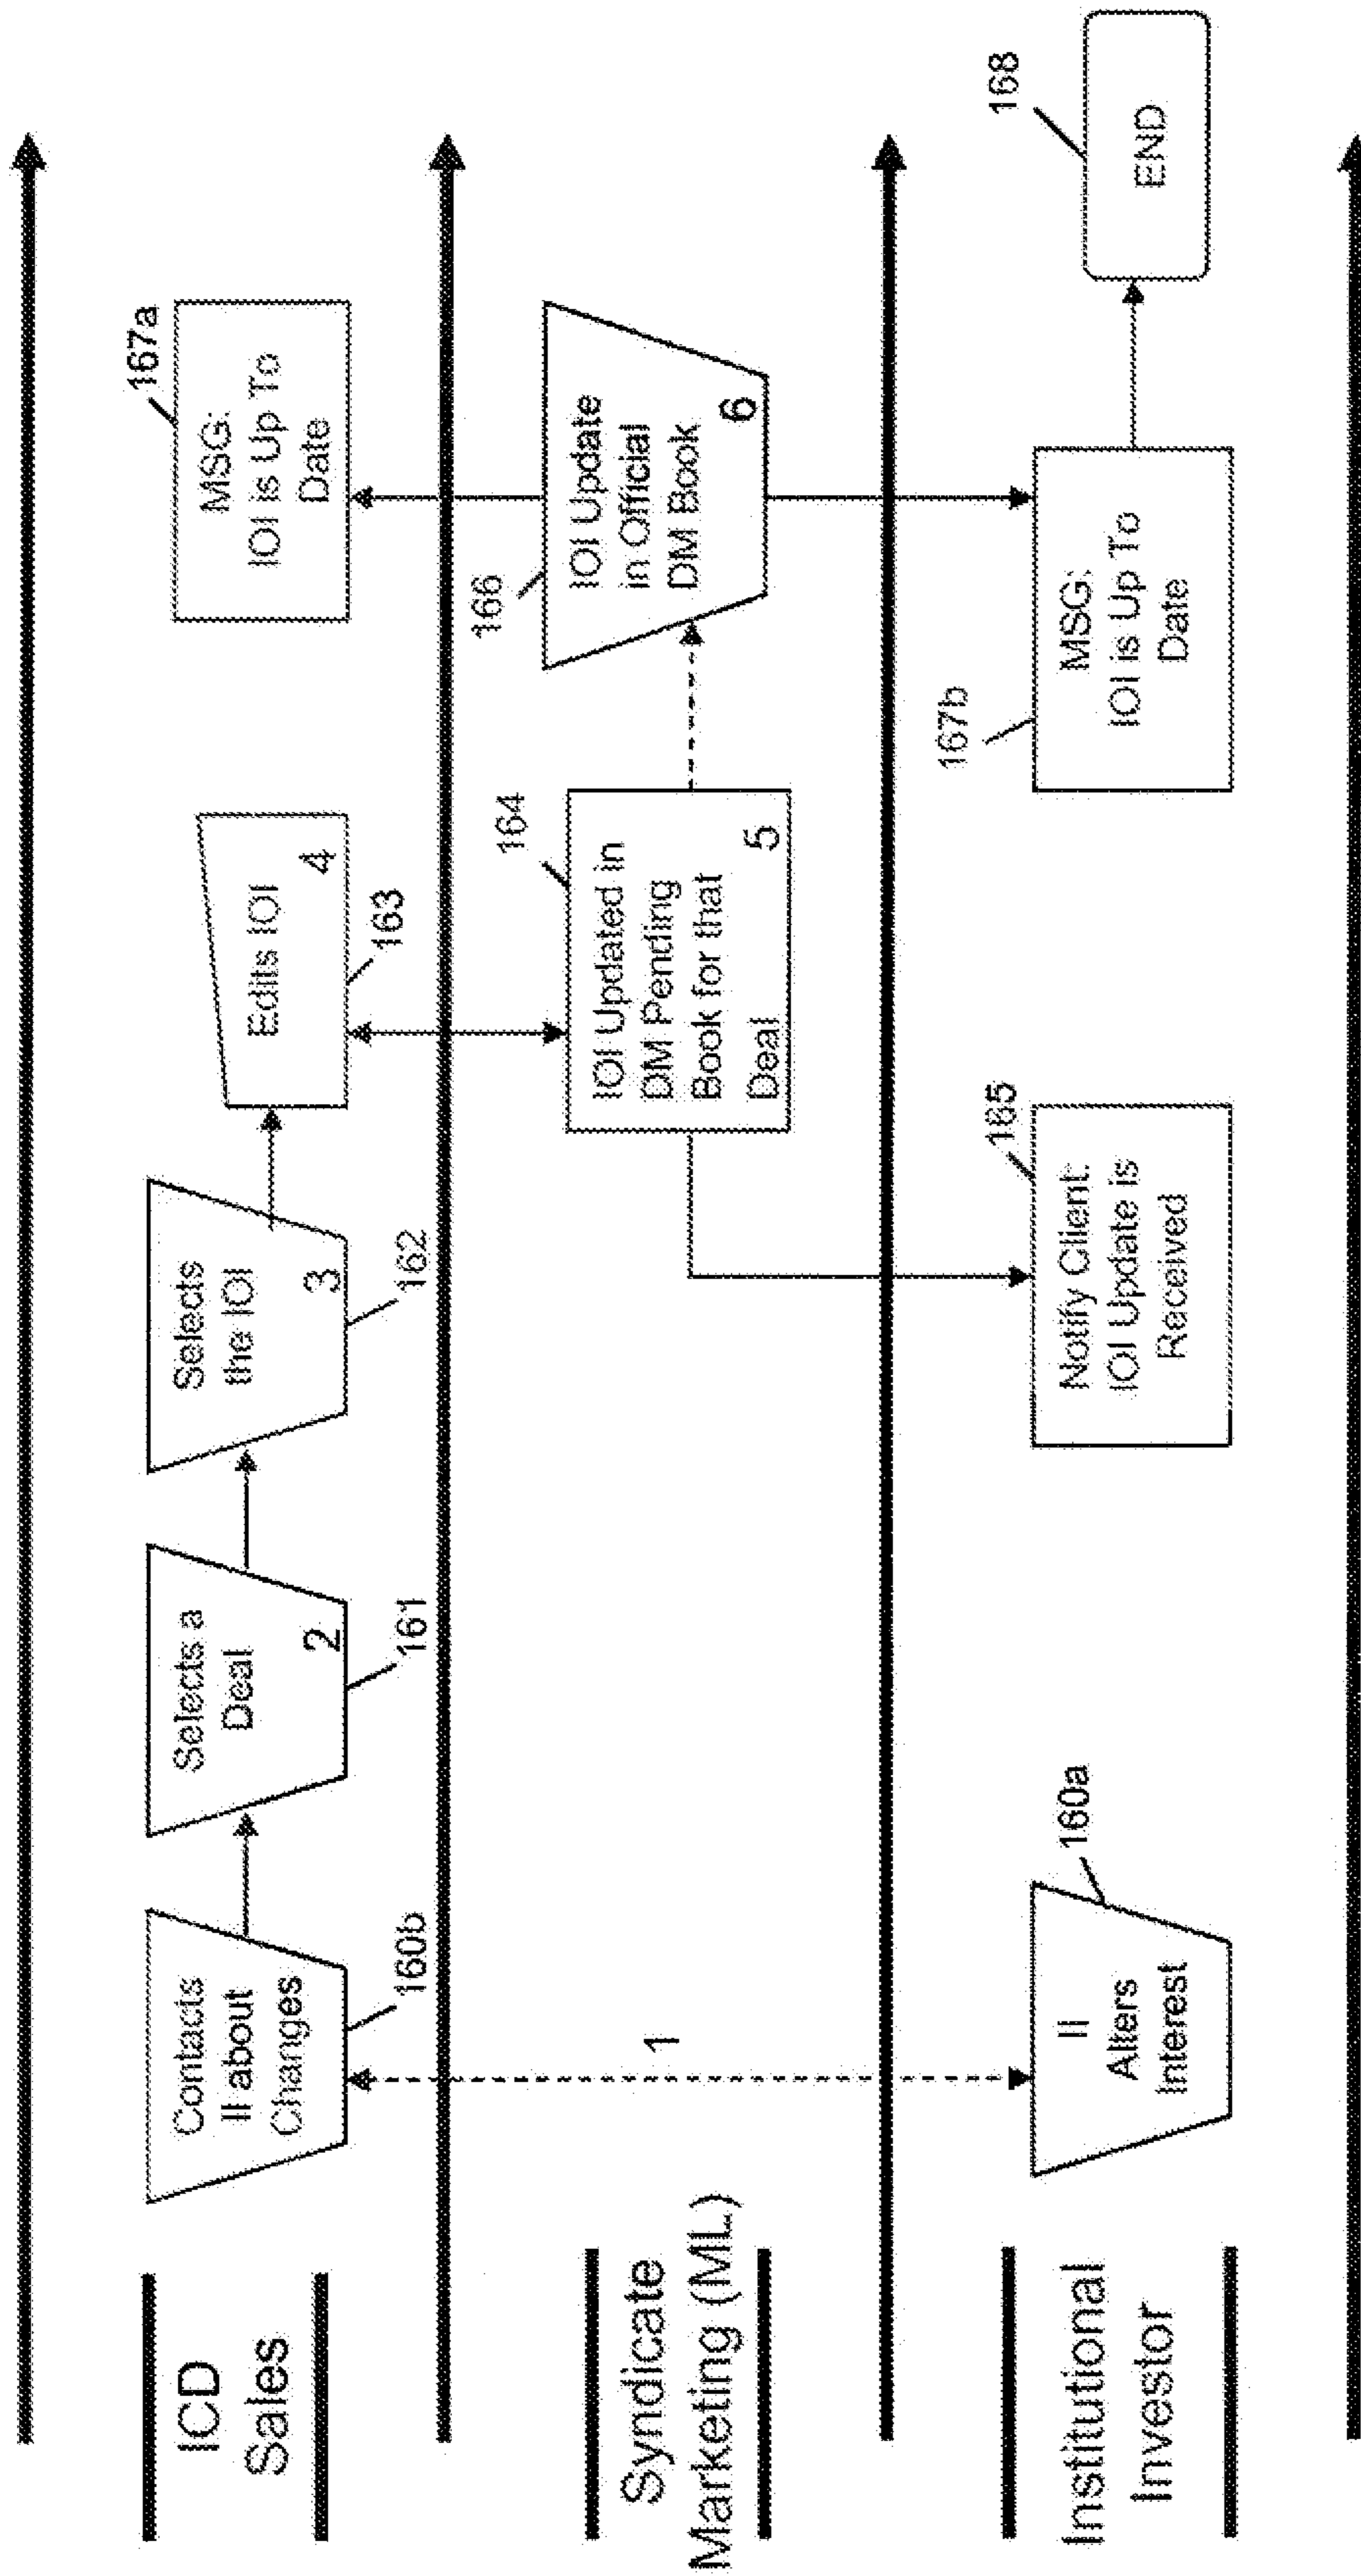 ICD
Sales
Contacts
II about
Changes
160b
Selects a
Deal
2
161
Selects
the IOI
3
162
Edits IOI
4
163
MSG:
IOI is Up To
Date
167a
Syndicate
Marketing (ML)
1
IOI Updated in
DM Pending
Book for that
Deal
5
164
IOI Update
in Official
DM Book
6
166
Institutional
Investor
II
Alters
Interest
160a
Notify Client:
IOI Update is
Received
165
MSG:
IOI is Up To
Date
167b
END
168